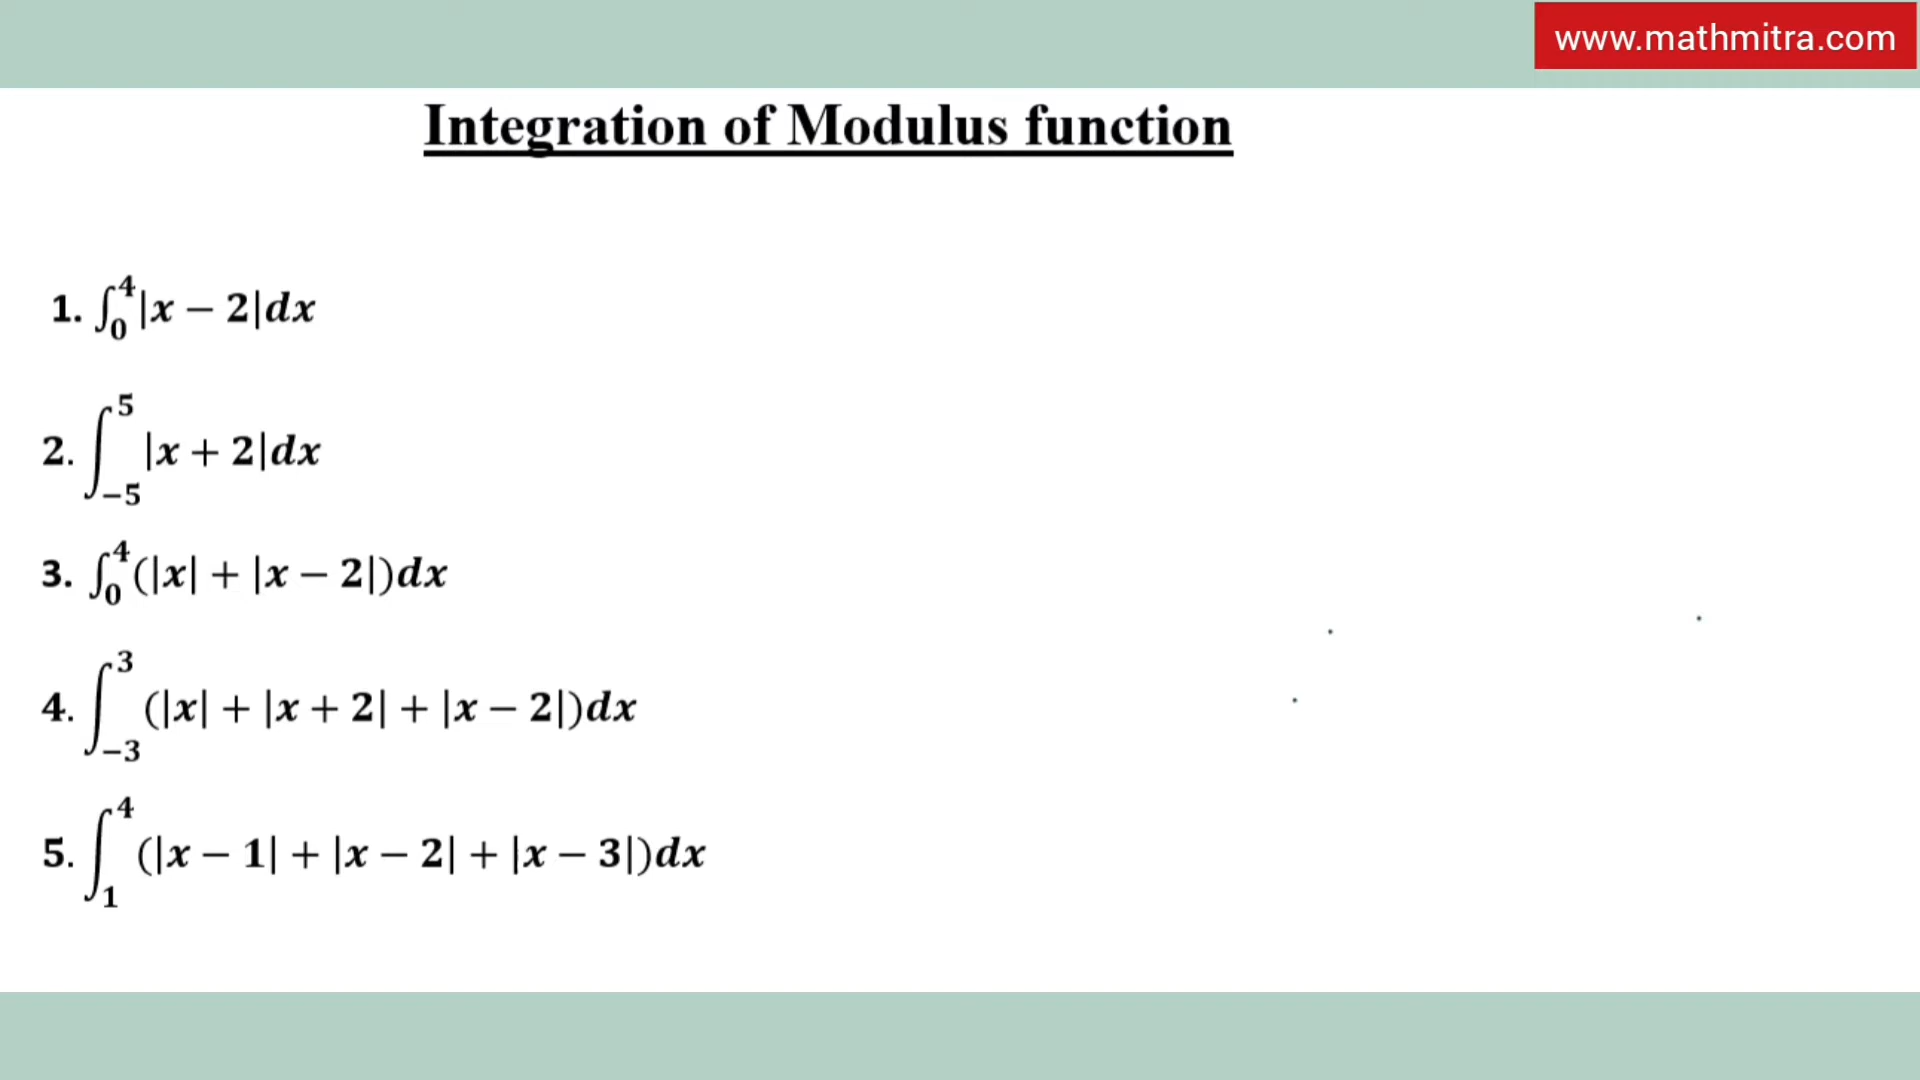 www.mathmitra.com
Integration of Modulus function
1. ∫₀⁴|x − 2|dx
2. ∫₋₅⁵ |x + 2|dx
3. ∫₀⁴(|x| + |x − 2|)dx
4. ∫₋₃³ (|x| + |x + 2| + |x − 2|)dx
5. ∫₁⁴ (|x − 1| + |x − 2| + |x − 3|)dx